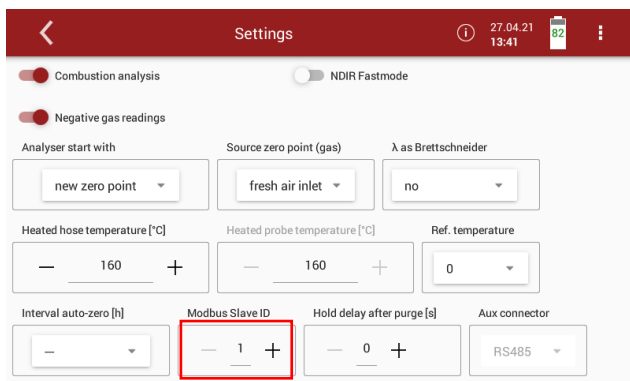 Settings
27.04.21
13:41
82
Combustion analysis
NDIR Fastmode
Negative gas readings
Analyser start with
Source zero point (gas)
λ as Brettschneider
new zero point
fresh air inlet
no
Heated hose temperature [°C]
Heated probe temperature [°C]
Ref. temperature
— 160 +
— 160 +
0
Interval auto-zero [h]
Modbus Slave ID
Hold delay after purge [s]
Aux connector
—
— 1 +
— 0 +
RS485